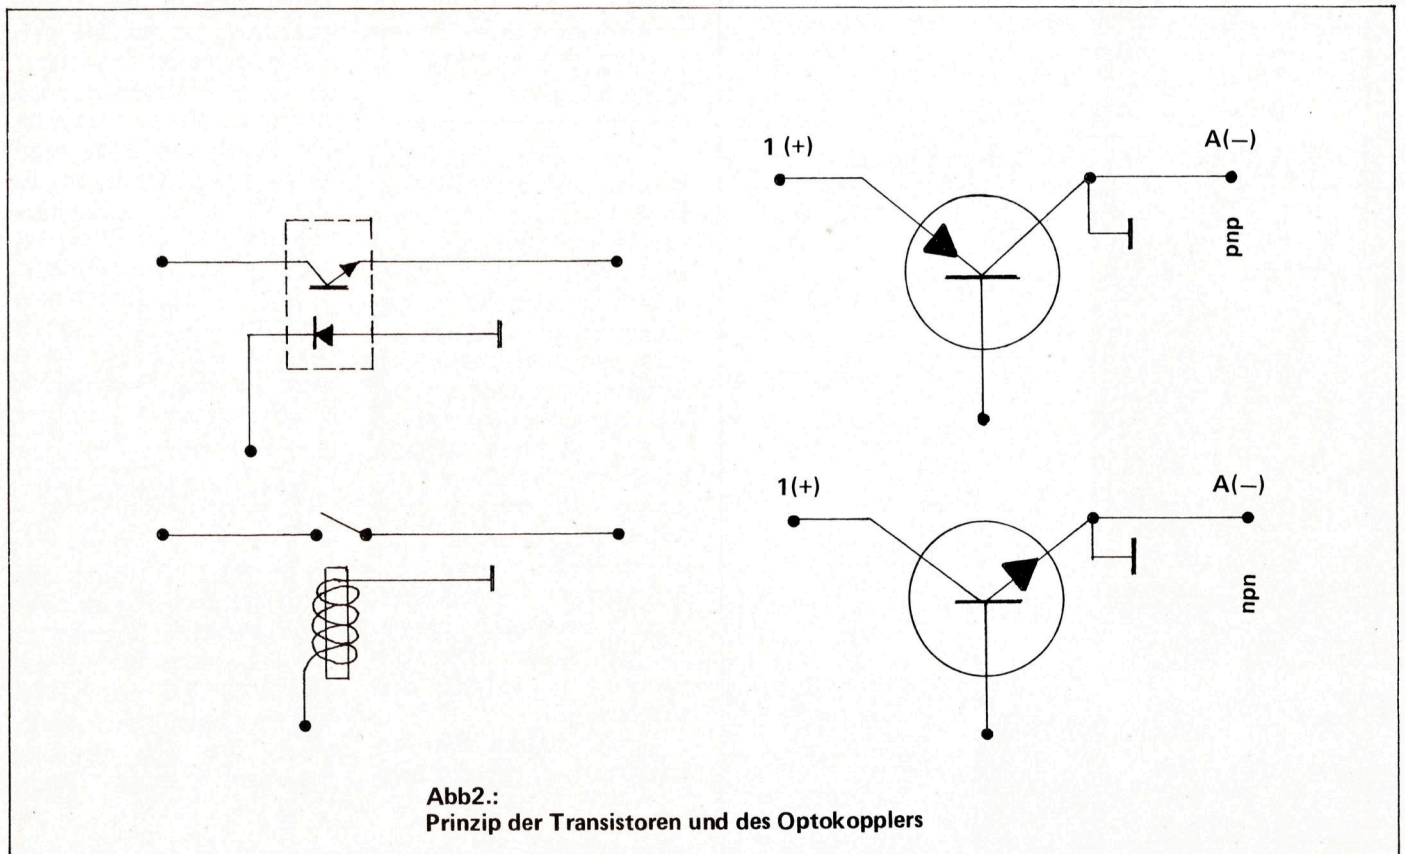 1 (+)
A(—)
pnp
1(+)
A(—)
npn
Abb2.:
Prinzip der Transistoren und des Optokopplers